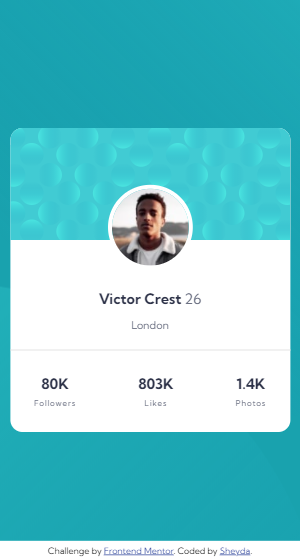 Victor Crest 26
London
80K 803K 1.4K
Followers Likes Photos
Challenge by Frontend Mentor. Coded by Sheyda.